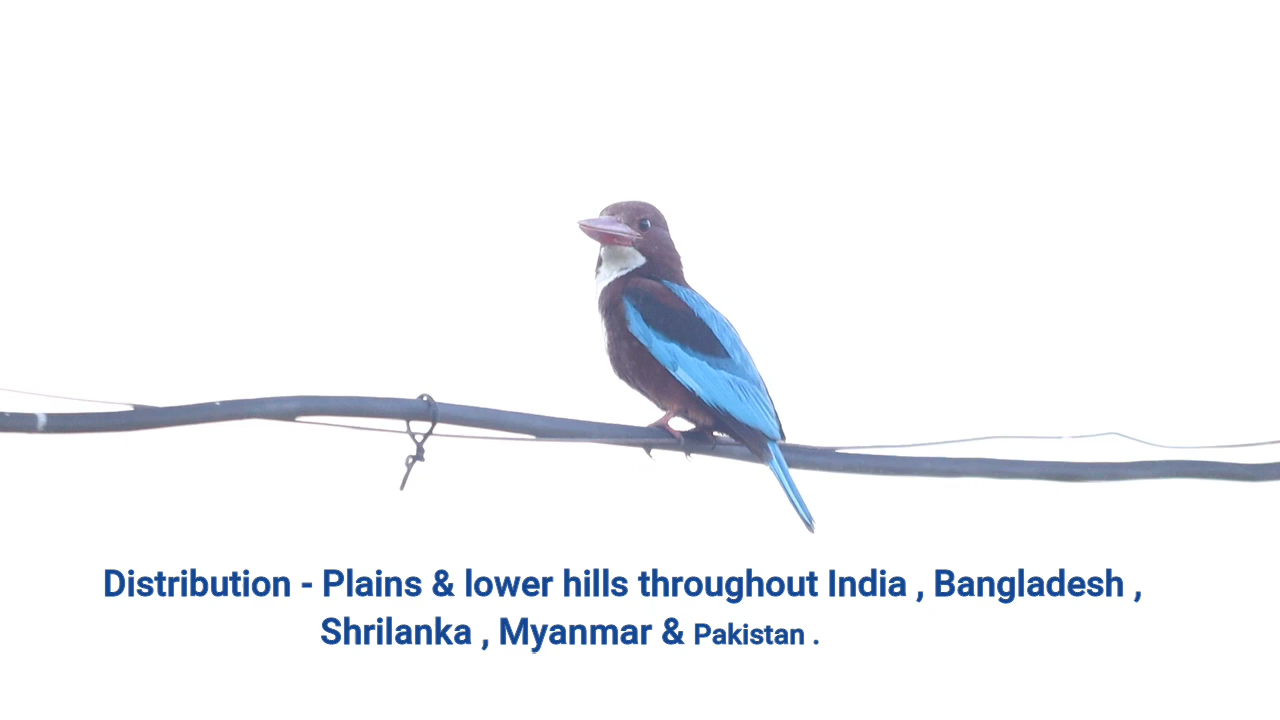 Distribution - Plains & lower hills throughout India , Bangladesh ,
Shrilanka , Myanmar & Pakistan .